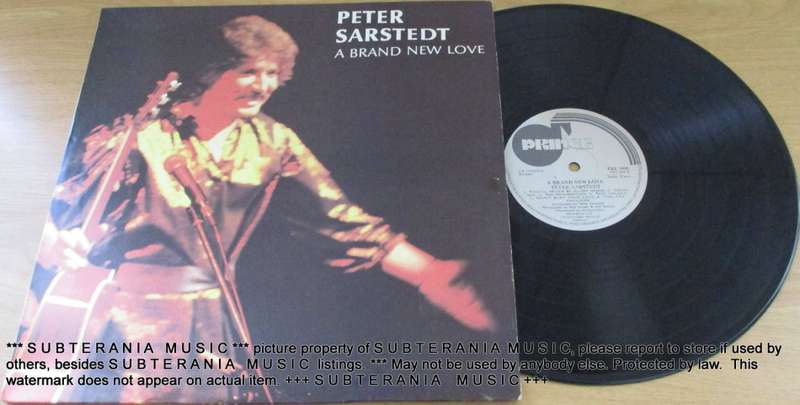 PETER
SARSTEDT
A BRAND NEW LOVE
A BRAND NEW LOVE
PETER SARSTEDT
*** S U B T E R A N I A   M U S I C *** picture property of S U B T E R A N I A  M U S I C, please report to store if used by
others, besides S U B T E R A N I A   M U S I C  listings. *** May not be used by anybody else. Protected by law.  This
watermark does not appear on actual item. +++ S U B T E R A N I A   M U S I C +++